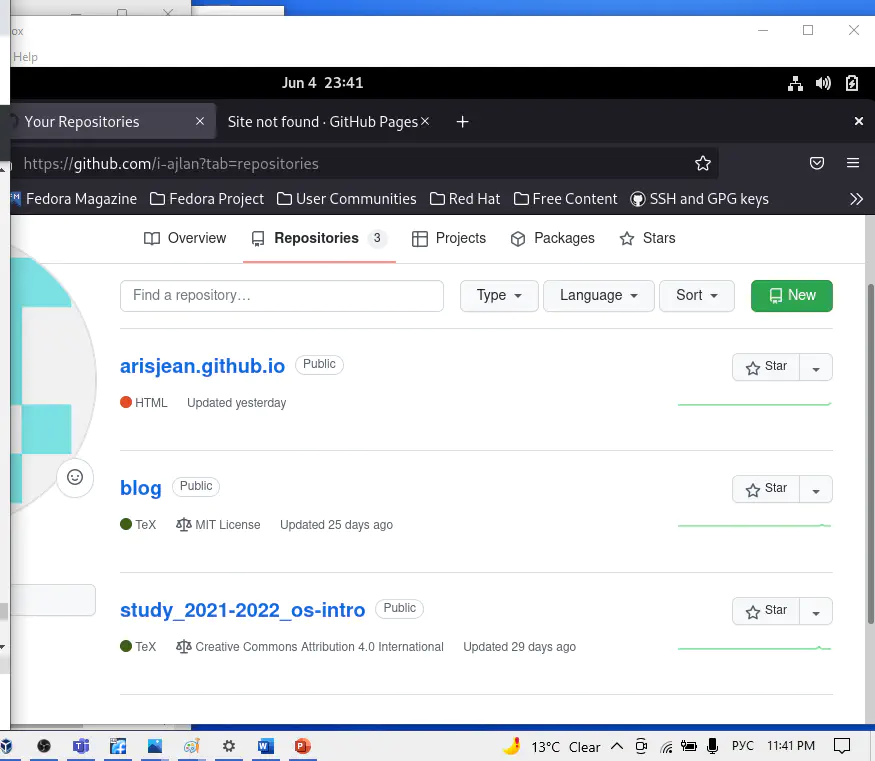 ox
Help
Jun 4 23:41
Your Repositories × Site not found · GitHub Pages × +
https://github.com/i-ajlan?tab=repositories
Fedora Magazine Fedora Project User Communities Red Hat Free Content SSH and GPG keys
Overview Repositories 3 Projects Packages Stars
Find a repository… Type Language Sort New
arisjean.github.io Public Star
HTML Updated yesterday
blog Public Star
TeX MIT License Updated 25 days ago
study_2021-2022_os-intro Public Star
TeX Creative Commons Attribution 4.0 International Updated 29 days ago
13°C Clear РУС 11:41 PM